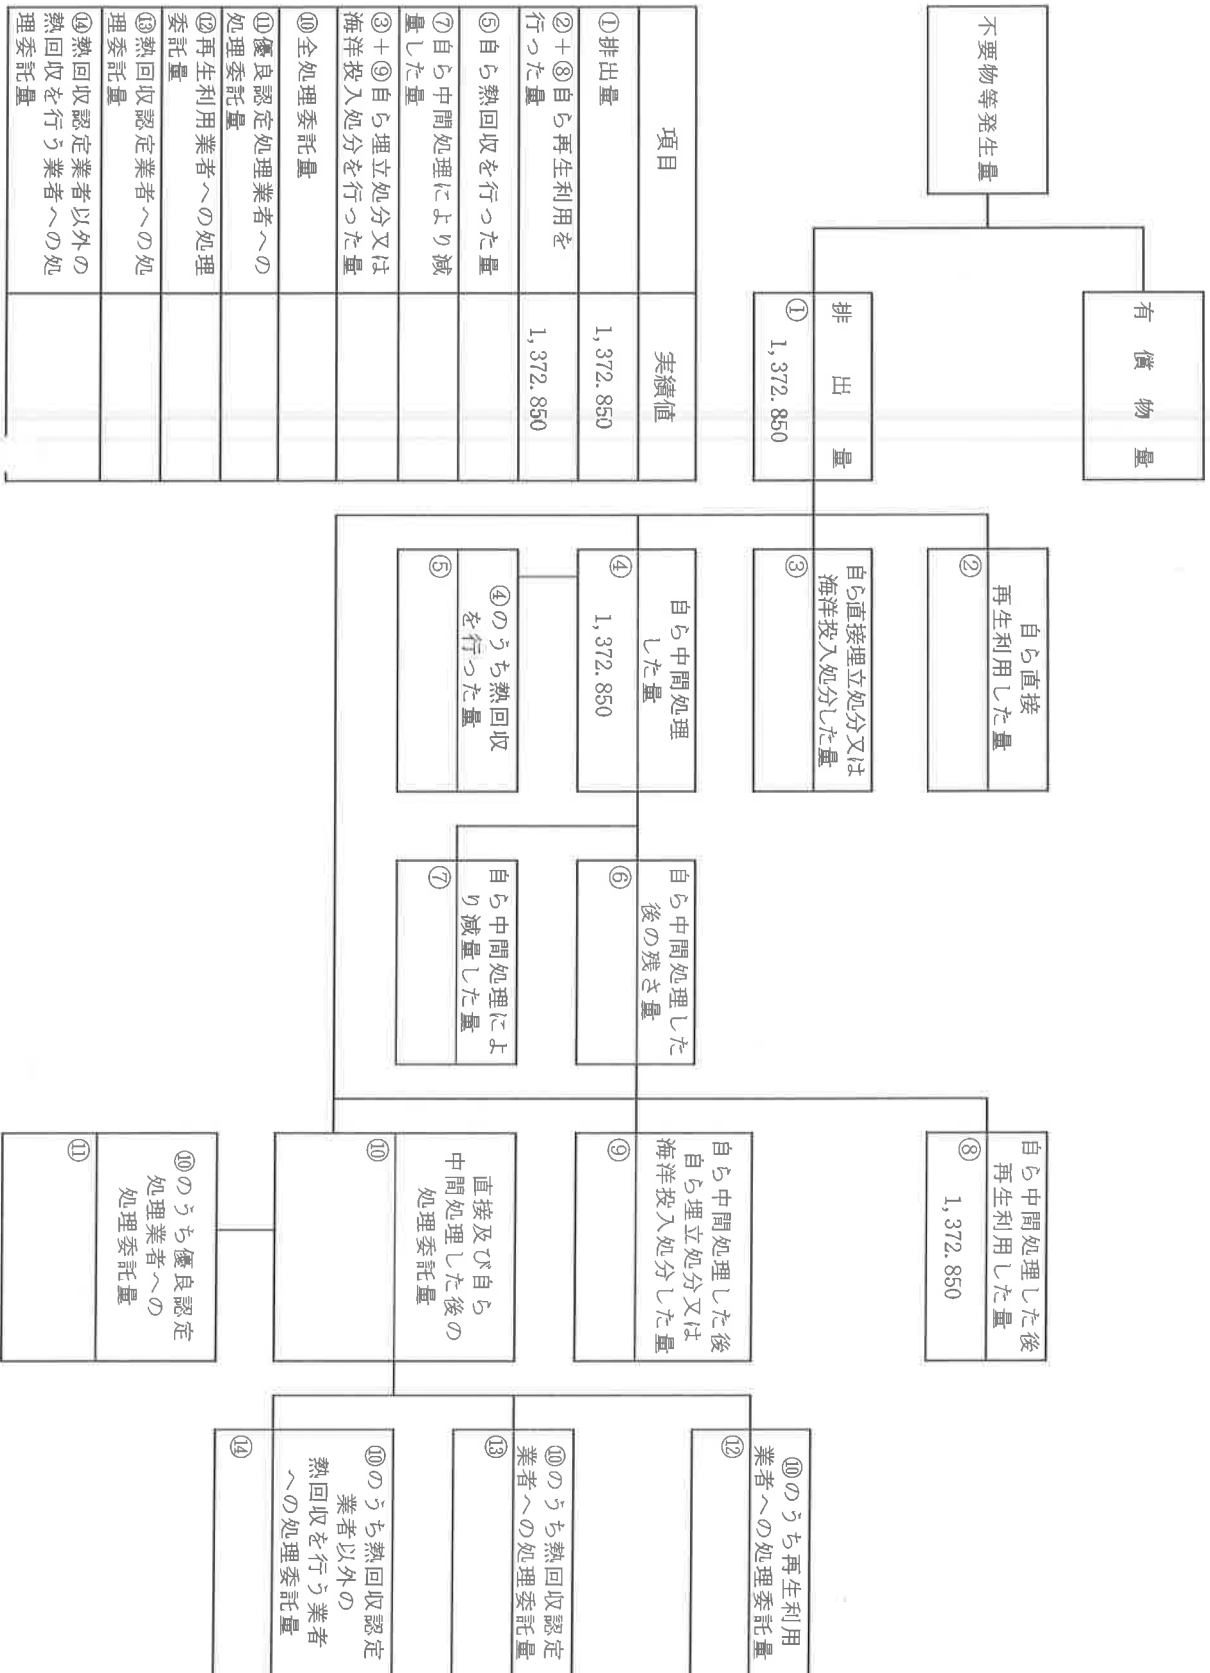 不要物等発生量
有償物量
排出量
① 1,372.850
自ら直接
再生利用した量
②
自ら直接埋立処分又は
海洋投入処分した量
③
自ら中間処理
した量
④ 1,372.850
④のうち熱回収
を行った量
⑤
自ら中間処理した
後の残さ量
⑥
自ら中間処理によ
り減量した量
⑦
自ら中間処理した後
再生利用した量
⑧ 1,372.850
自ら中間処理した後
自ら埋立処分又は
海洋投入処分した量
⑨
直接及び自ら
中間処理した後の
処理委託量
⑩
⑩のうち優良認定
処理業者への
処理委託量
⑪
⑩のうち再生利用
業者への処理委託量
⑫
⑩のうち熱回収認定
業者への処理委託量
⑬
⑩のうち熱回収認定
業者以外の
熱回収を行う業者
への処理委託量
⑭
項目 実績値
①排出量 1,372.850
②＋⑧自ら再生利用を
行った量 1,372.850
⑤自ら熱回収を行った量
⑦自ら中間処理により減
量した量
③＋⑨自ら埋立処分又は
海洋投入処分を行った量
⑩全処理委託量
⑪優良認定処理業者への
処理委託量
⑫再生利用業者への処理
委託量
⑬熱回収認定業者への処
理委託量
⑭熱回収認定業者以外の
熱回収を行う業者への処
理委託量